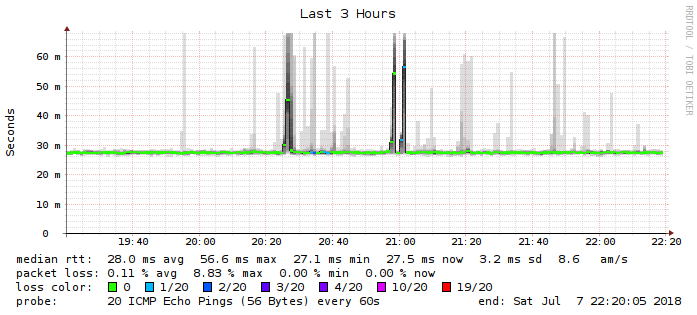 Last 3 Hours
RRDTOOL / TOBI OETIKER
Seconds
60 m
50 m
40 m
30 m
20 m
10 m
0
19:40 20:00 20:20 20:40 21:00 21:20 21:40 22:00 22:20
median rtt: 28.0 ms avg 56.6 ms max 27.1 ms min 27.5 ms now 3.2 ms sd 8.6 am/s
packet loss: 0.11 % avg 8.83 % max 0.00 % min 0.00 % now
loss color: 0 1/20 2/20 3/20 4/20 10/20 19/20
probe: 20 ICMP Echo Pings (56 Bytes) every 60s end: Sat Jul 7 22:20:05 2018